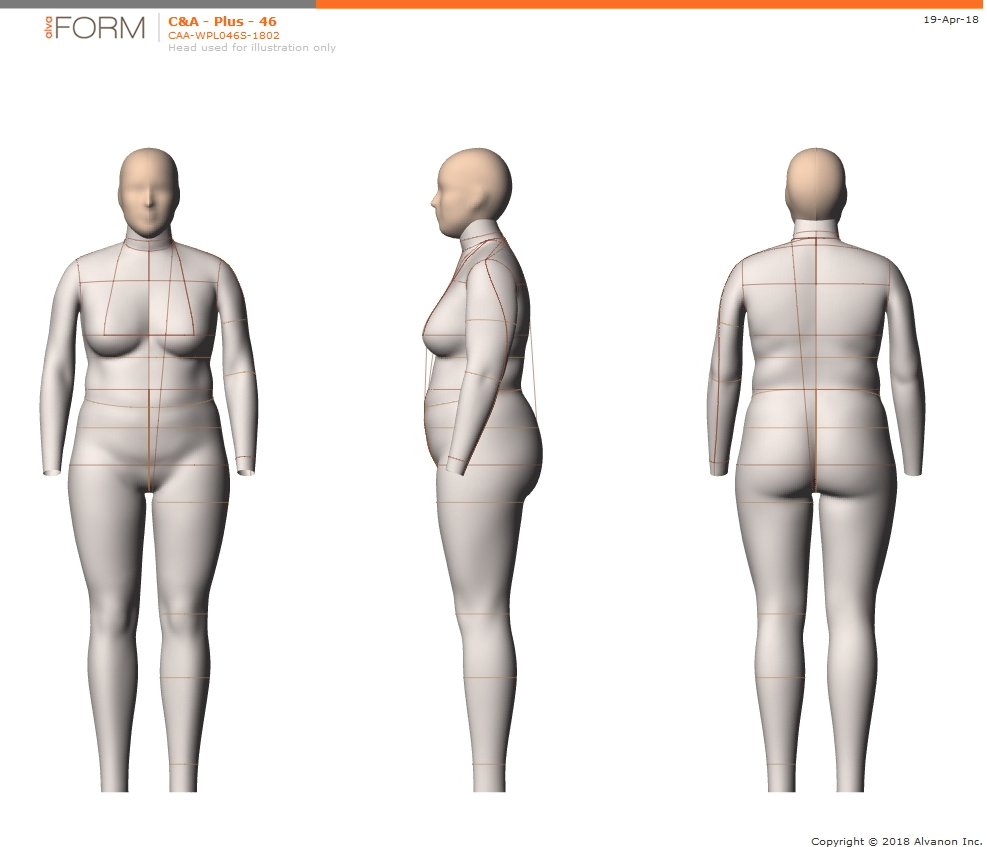 alva FORM
C&A - Plus - 46
CAA-WPL046S-1802
Head used for illustration only
19-Apr-18
Copyright © 2018 Alvanon Inc.